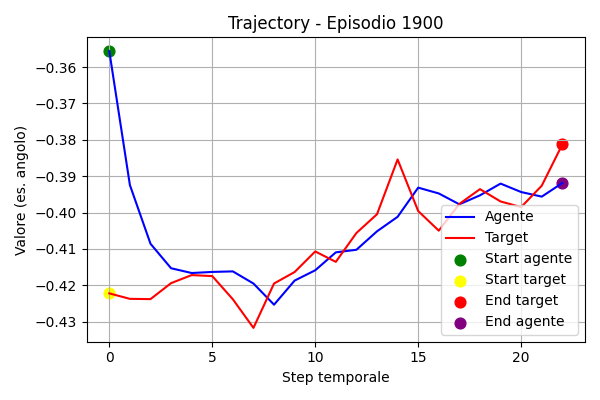 Trajectory - Episodio 1900
Valore (es. angolo)
−0.36
−0.37
−0.38
−0.39
−0.40
−0.41
−0.42
−0.43
0
5
10
15
20
Step temporale
Agente
Target
Start agente
Start target
End target
End agente